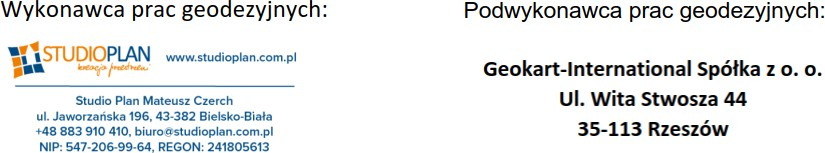 Wykonawca prac geodezyjnych:
STUDIOPLAN
kreacja przestrzeni
www.studioplan.com.pl
Studio Plan Mateusz Czerch
ul. Jaworzańska 196, 43-382 Bielsko-Biała
+48 883 910 410, biuro@studioplan.com.pl
NIP: 547-206-99-64, REGON: 241805613
Podwykonawca prac geodezyjnych:
Geokart-International Spółka z o. o.
Ul. Wita Stwosza 44
35-113 Rzeszów